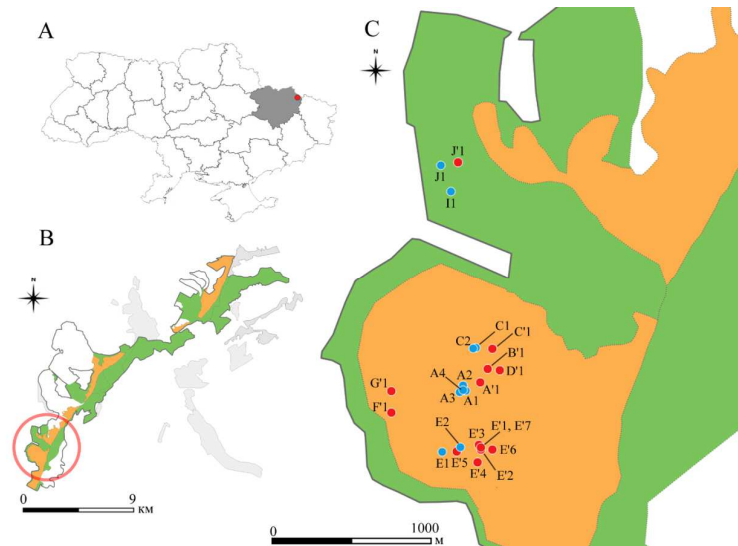 A
C
N
J'1
J1
I1
B
N
C1
C2
C'1
B'1
A2
D'1
A4
G'1
A3
A1
A'1
F'1
E2
E'3
E'1, E'7
E1
E'5
E'6
E'4
E'2
0
9
КМ
0
1000
М